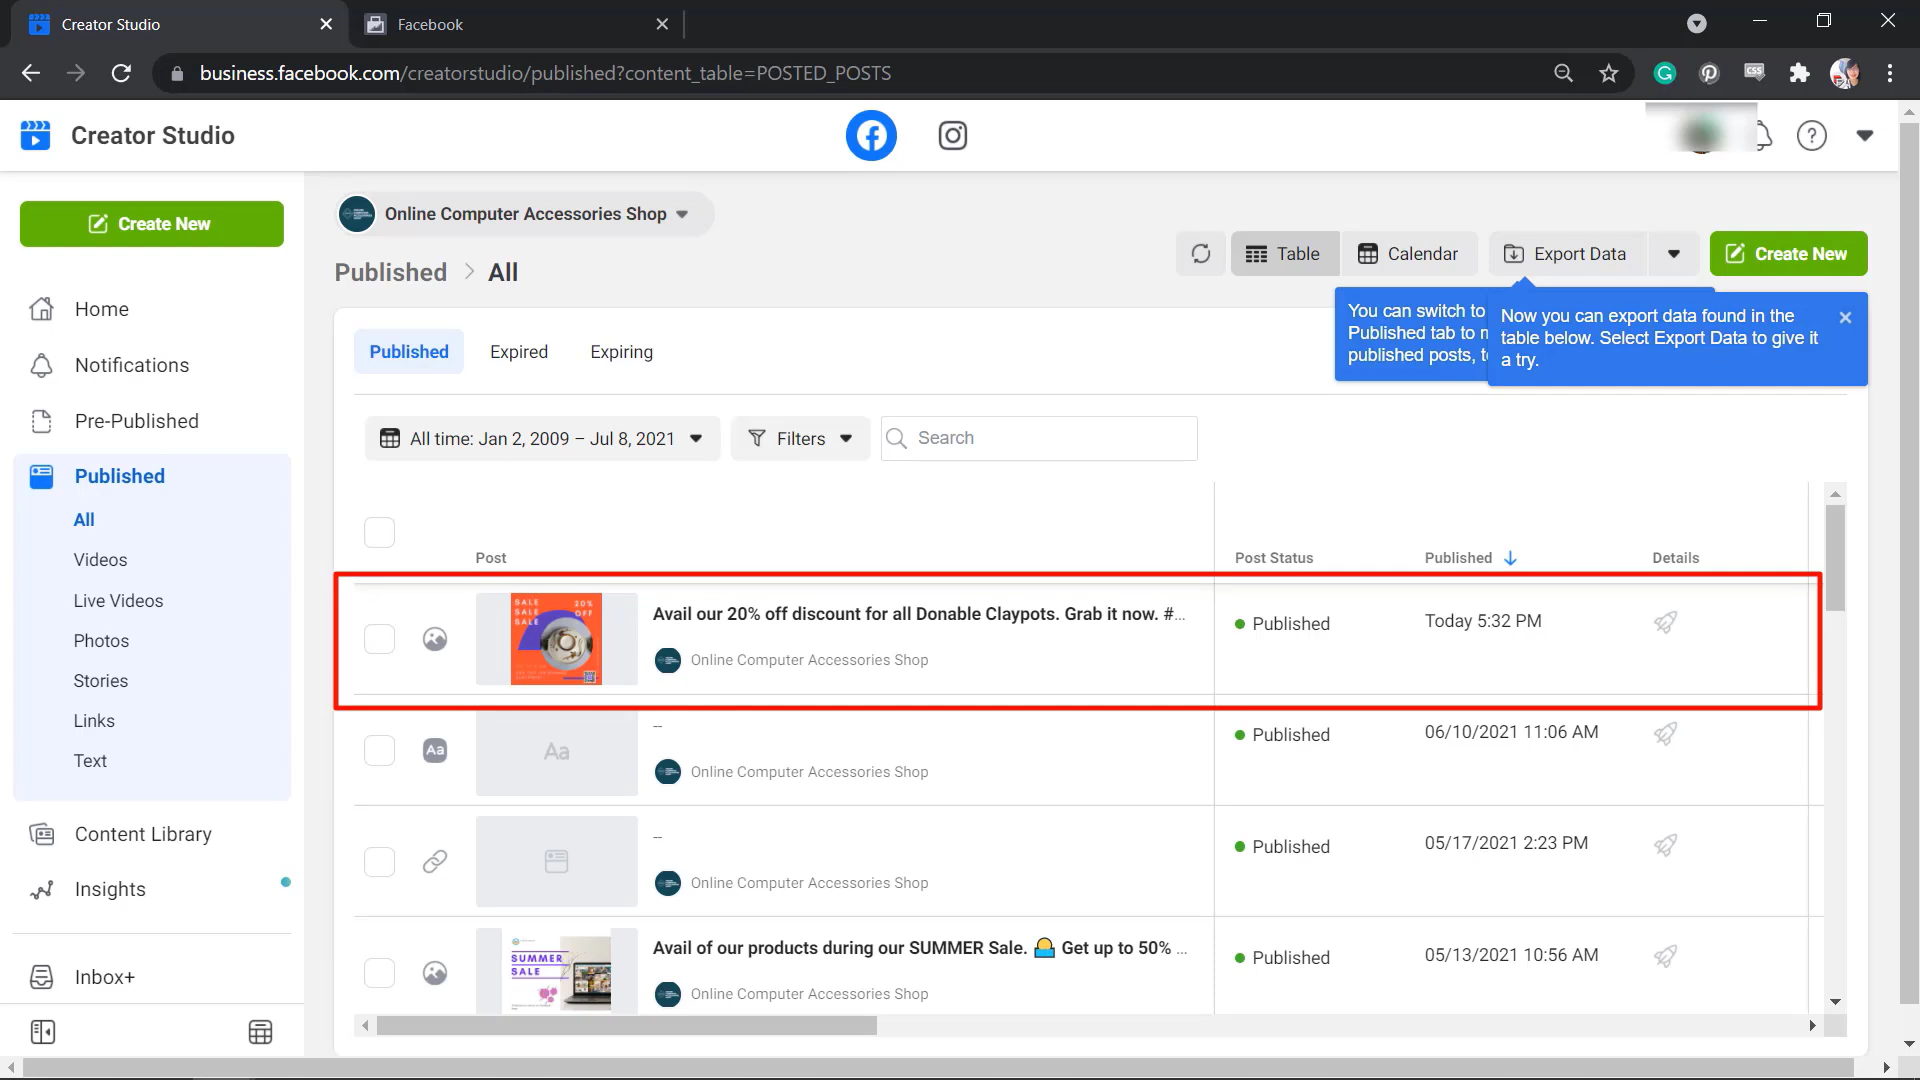 Creator Studio
Facebook
business.facebook.com/creatorstudio/published?content_table=POSTED_POSTS
CSS
Creator Studio
Create New
Home
Notifications
Pre-Published
Published
All
Videos
Live Videos
Photos
Stories
Links
Text
Content Library
Insights
Inbox+
Online Computer Accessories Shop
Published > All
Table
Calendar
Export Data
Create New
You can switch to
Published tab to
published posts,
Now you can export data found in the
table below. Select Export Data to give it
a try.
Published
Expired
Expiring
All time: Jan 2, 2009 – Jul 8, 2021
Filters
Search
Post
Post Status
Published
Details
SALE
SALE
SALE
20%
OFF
Avail our 20% off discount for all Donable Claypots. Grab it now. #...
Online Computer Accessories Shop
Published
Today 5:32 PM
Aa
Aa
--
Online Computer Accessories Shop
Published
06/10/2021 11:06 AM
--
Online Computer Accessories Shop
Published
05/17/2021 2:23 PM
SUMMER
SALE
Avail of our products during our SUMMER Sale. Get up to 50% ...
Online Computer Accessories Shop
Published
05/13/2021 10:56 AM